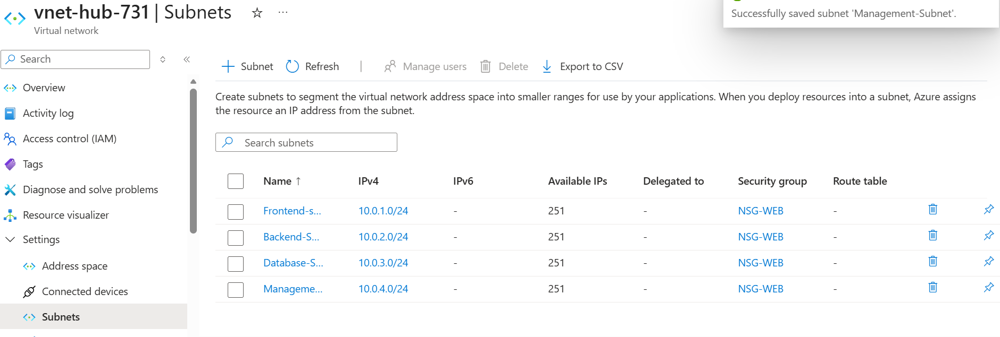 vnet-hub-731 | Subnets
...
Virtual network
Successfully saved subnet 'Management-Subnet'.
Search
Overview
Activity log
Access control (IAM)
Tags
Diagnose and solve problems
Resource visualizer
Settings
Address space
Connected devices
Subnets
Subnet Refresh | Manage users Delete Export to CSV
Create subnets to segment the virtual network address space into smaller ranges for use by your applications. When you deploy resources into a subnet, Azure assigns
the resource an IP address from the subnet.
Search subnets
Name ↑ IPv4 IPv6 Available IPs Delegated to Security group Route table
Frontend-s... 10.0.1.0/24 - 251 - NSG-WEB -
Backend-S... 10.0.2.0/24 - 251 - NSG-WEB -
Database-S... 10.0.3.0/24 - 251 - NSG-WEB -
Manageme... 10.0.4.0/24 - 251 - NSG-WEB -